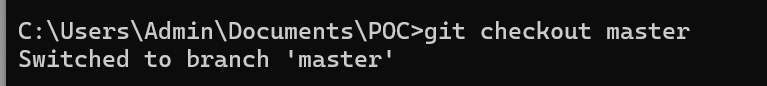 C:\Users\Admin\Documents\POC>git checkout master
Switched to branch 'master'